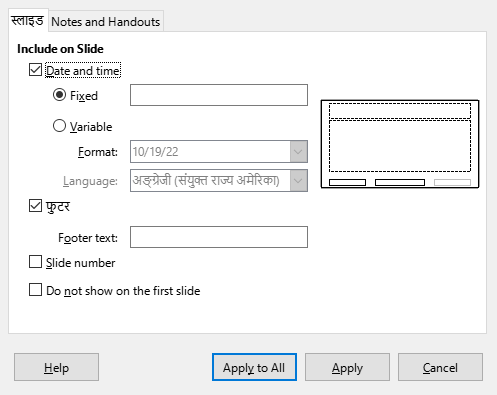 स्लाइड Notes and Handouts
Include on Slide
Date and time
Fixed
Variable
Format: 10/19/22
Language: अङ्ग्रेजी (संयुक्त राज्य अमेरिका)
फुटर
Footer text:
Slide number
Do not show on the first slide
Help Apply to All Apply Cancel